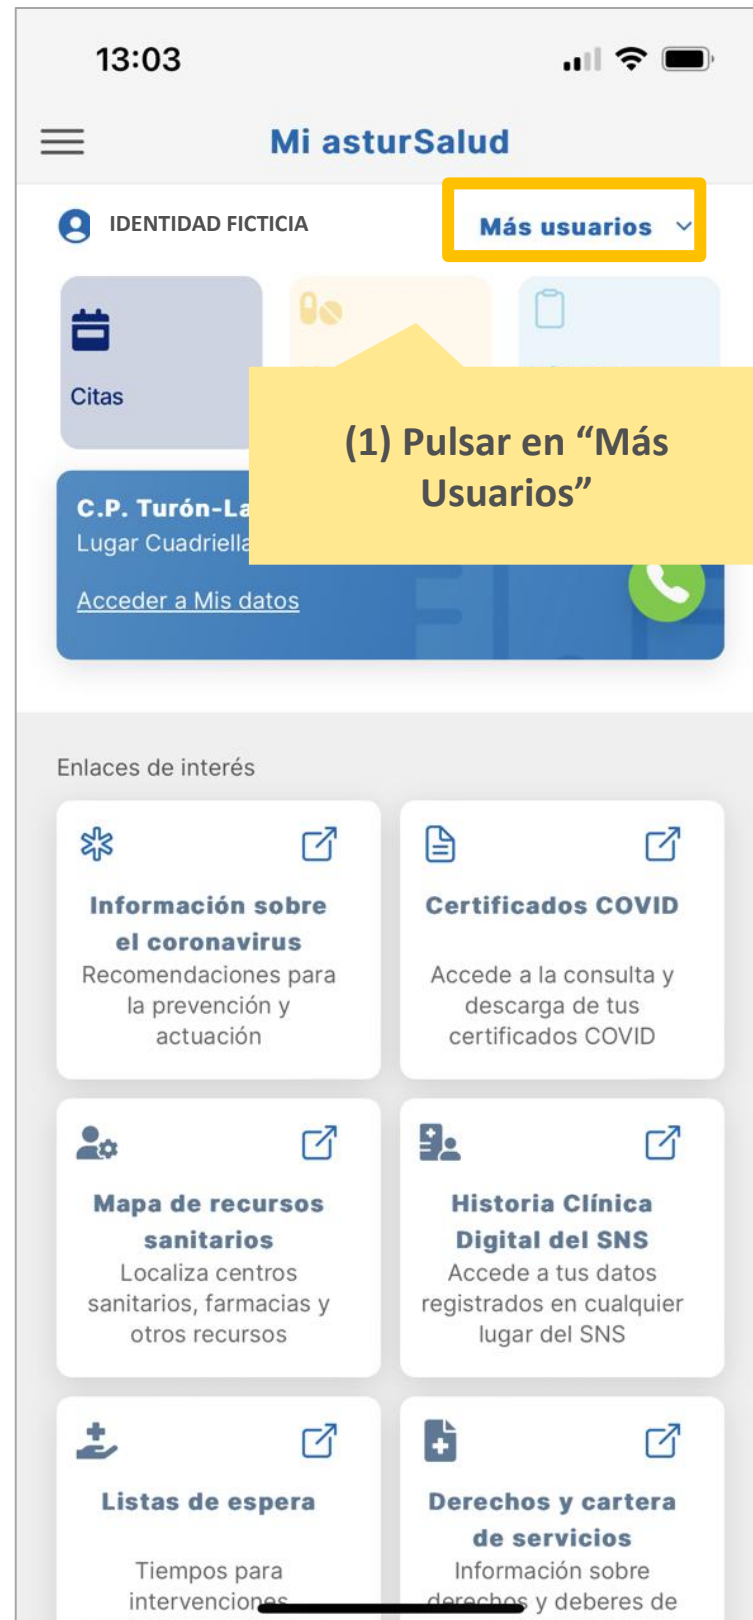 13:03
Mi asturSalud
IDENTIDAD FICTICIA
Más usuarios
Citas
(1) Pulsar en “Más
Usuarios”
C.P. Turón-La
Lugar Cuadriella
Acceder a Mis datos
Enlaces de interés
Información sobre
el coronavirus
Recomendaciones para
la prevención y
actuación
Certificados COVID
Accede a la consulta y
descarga de tus
certificados COVID
Mapa de recursos
sanitarios
Localiza centros
sanitarios, farmacias y
otros recursos
Historia Clínica
Digital del SNS
Accede a tus datos
registrados en cualquier
lugar del SNS
Listas de espera
Tiempos para
intervenciones
Derechos y cartera
de servicios
Información sobre
derechos y deberes de